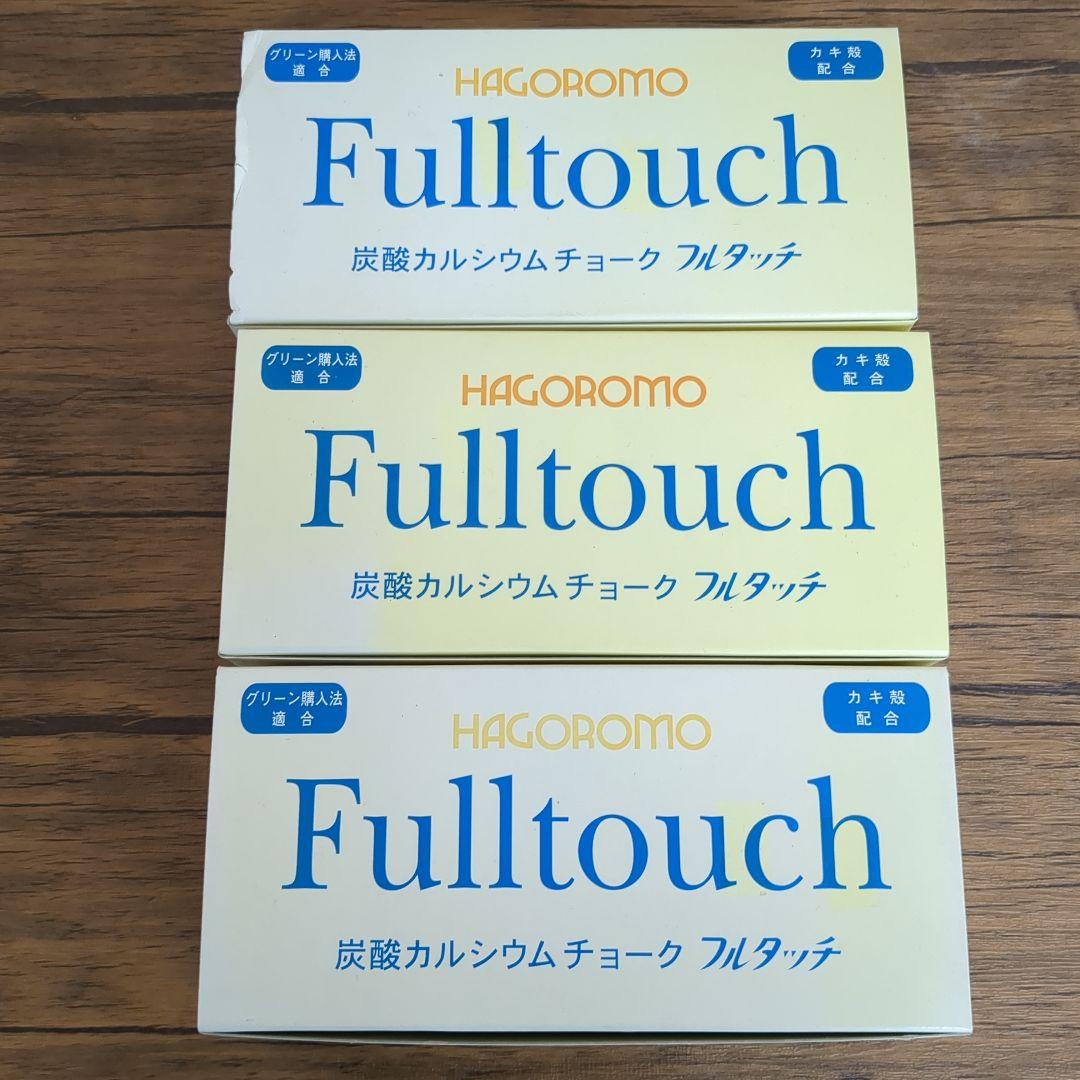 グリーン購入法
適合
カキ殻
配合
HAGOROMO
Fulltouch
炭酸カルシウムチョーク フルタッチ
グリーン購入法
適合
カキ殻
配合
HAGOROMO
Fulltouch
炭酸カルシウムチョーク フルタッチ
グリーン購入法
適合
カキ殻
配合
HAGOROMO
Fulltouch
炭酸カルシウムチョーク フルタッチ